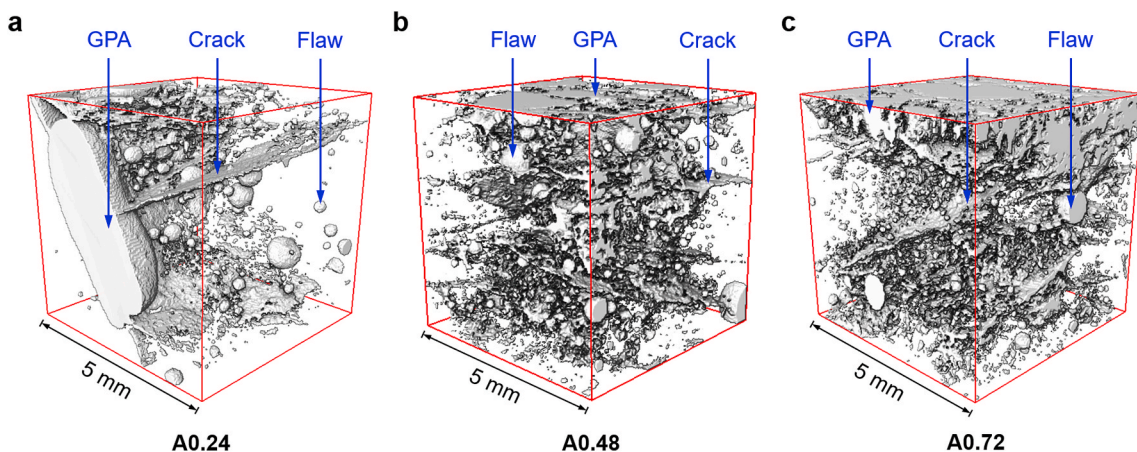 a
GPA Crack Flaw
b
Flaw GPA Crack
c
GPA Crack Flaw
5 mm
5 mm
5 mm
A0.24
A0.48
A0.72